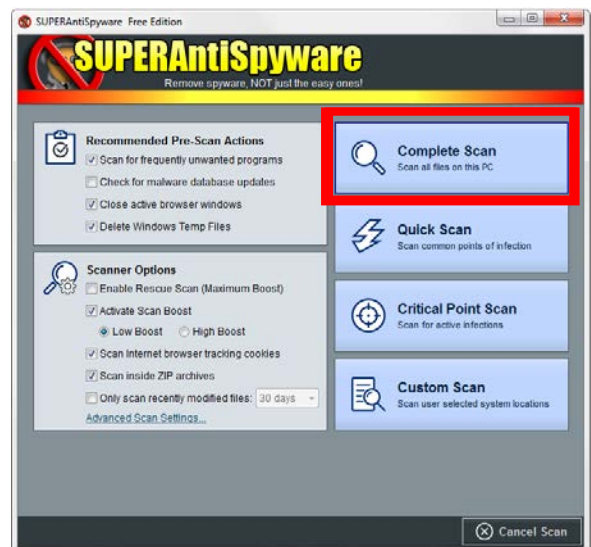 SUPERAntiSpyware Free Edition
SUPERAntiSpyware
Remove spyware, NOT just the easy ones!
Recommended Pre-Scan Actions
Scan for frequently unwanted programs
Check for malware database updates
Close active browser windows
Delete Windows Temp Files
Scanner Options
Enable Rescue Scan (Maximum Boost)
Activate Scan Boost
Low Boost High Boost
Scan Internet browser tracking cookies
Scan inside ZIP archives
Only scan recently modified files: 30 days
Advanced Scan Settings...
Complete Scan
Scan all files on this PC
Quick Scan
Scan common points of infection
Critical Point Scan
Scan for active infections
Custom Scan
Scan user selected system locations
Cancel Scan